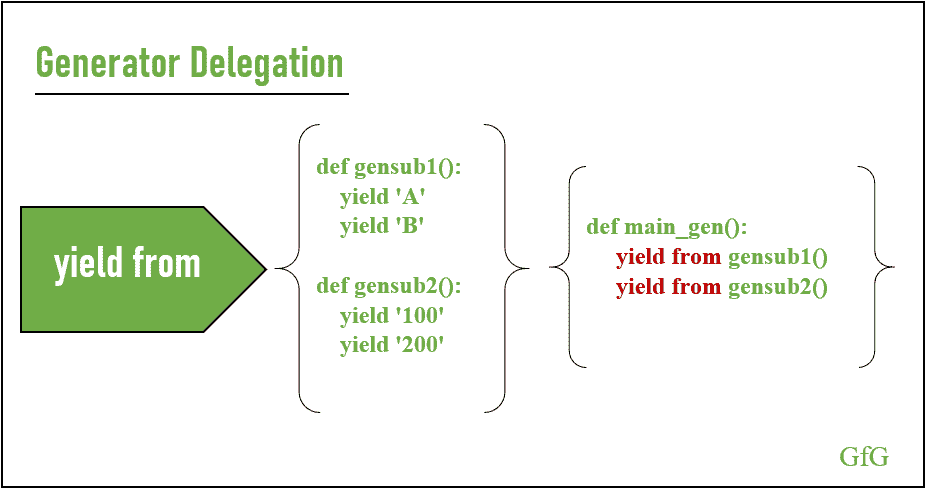 Generator Delegation
yield from
def gensub1():
yield 'A'
yield 'B'
def gensub2():
yield '100'
yield '200'
def main_gen():
yield from gensub1()
yield from gensub2()
GfG